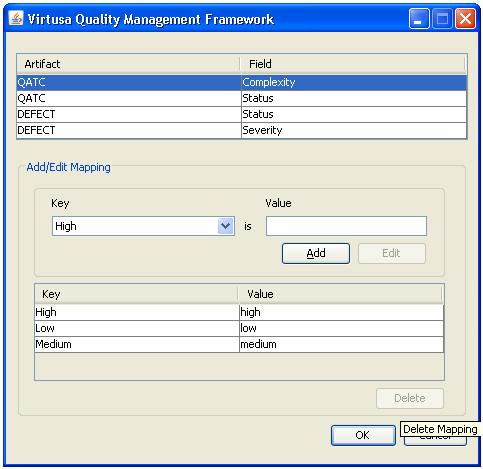 Virtusa Quality Management Framework
Artifact Field
QATC Complexity
QATC Status
DEFECT Status
DEFECT Severity
Add/Edit Mapping
Key Value
High is
Add Edit
Key Value
High high
Low low
Medium medium
Delete
OK Delete Mapping